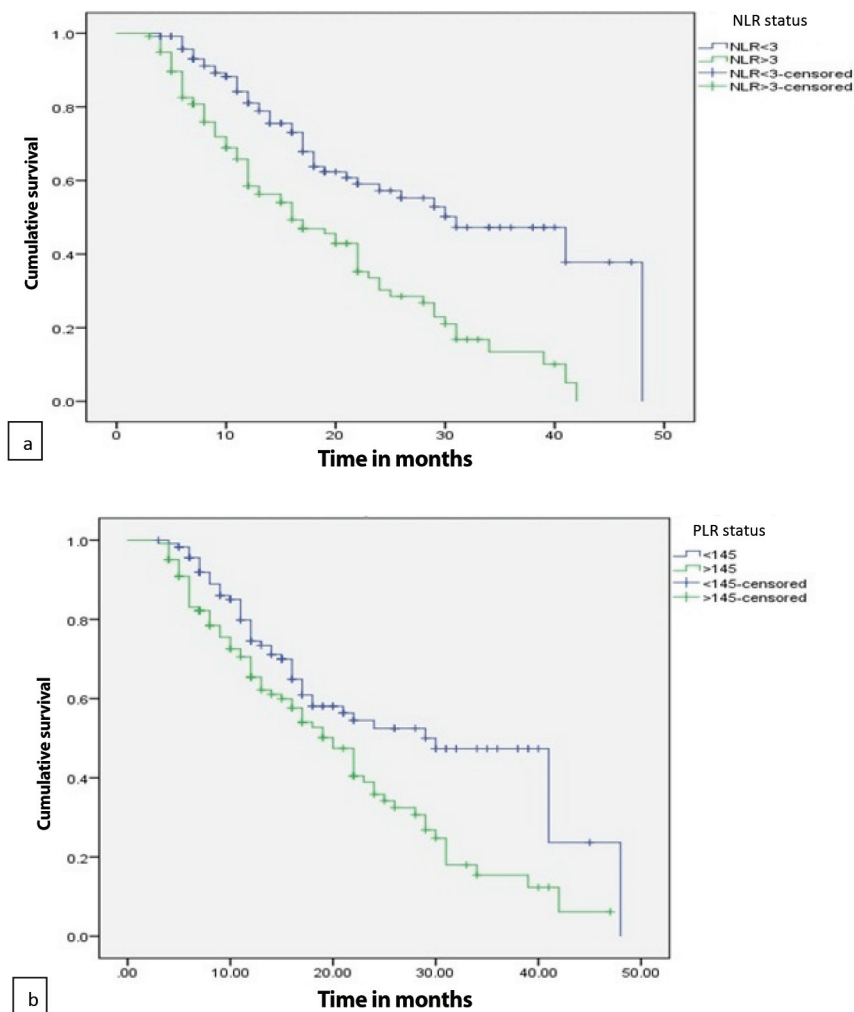 NLR status
NLR<3
NLR>3
NLR<3-censored
NLR>3-censored
Cumulative survival
1.0
0.8
0.6
0.4
0.2
0.0
0 10 20 30 40 50
Time in months
a
PLR status
<145
>145
<145-censored
>145-censored
Cumulative survival
1.0
0.8
0.6
0.4
0.2
0.0
.00 10.00 20.00 30.00 40.00 50.00
Time in months
b